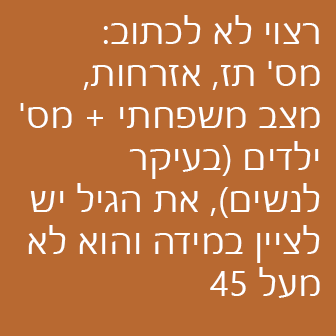 רצוי לא לכתוב:
מס' תז, אזרחות,
מצב משפחתי + מס'
ילדים (בעיקר
לנשים), את הגיל יש
לציין במידה והוא לא
מעל 45